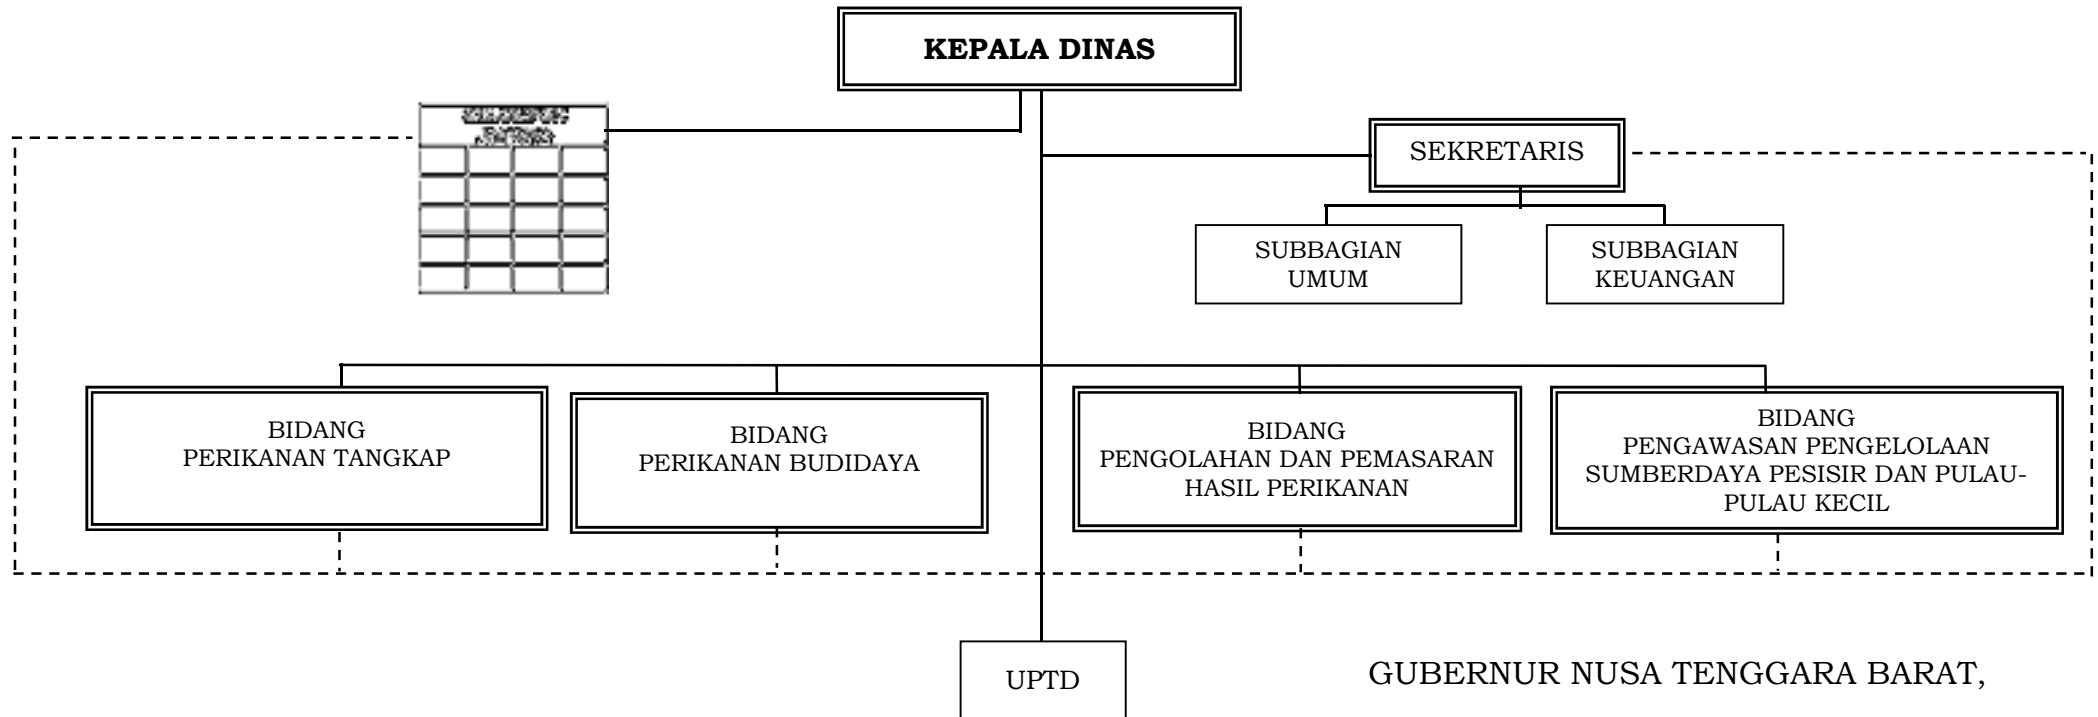 KEPALA DINAS
SEKRETARIS
SUBBAGIAN
UMUM
SUBBAGIAN
KEUANGAN
BIDANG
PERIKANAN TANGKAP
BIDANG
PERIKANAN BUDIDAYA
BIDANG
PENGOLAHAN DAN PEMASARAN
HASIL PERIKANAN
BIDANG
PENGAWASAN PENGELOLAAN
SUMBERDAYA PESISIR DAN PULAU-
PULAU KECIL
UPTD
GUBERNUR NUSA TENGGARA BARAT,